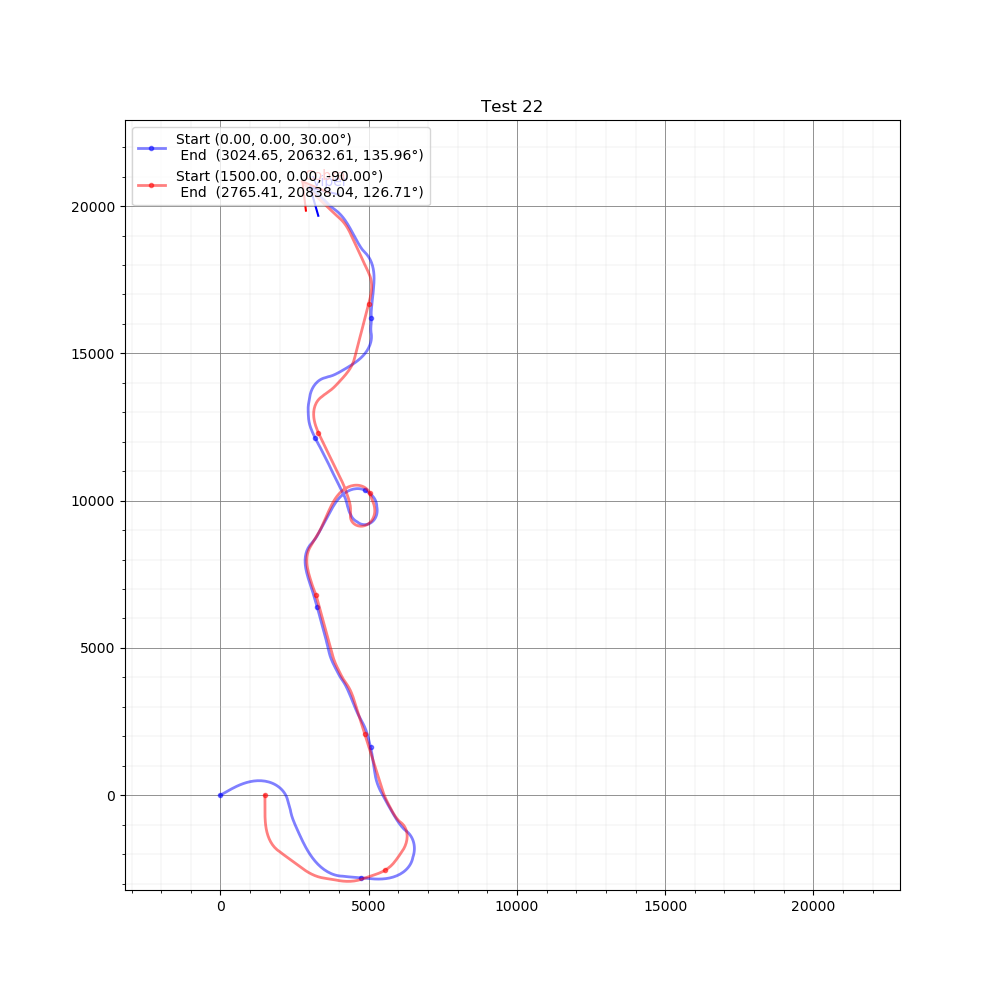 Test 22
Start (0.00, 0.00, 30.00°)
End (3024.65, 20632.61, 135.96°)
Start (1500.00, 0.00, -90.00°)
End (2765.41, 20838.04, 126.71°)
20000
15000
10000
5000
0
0 5000 10000 15000 20000